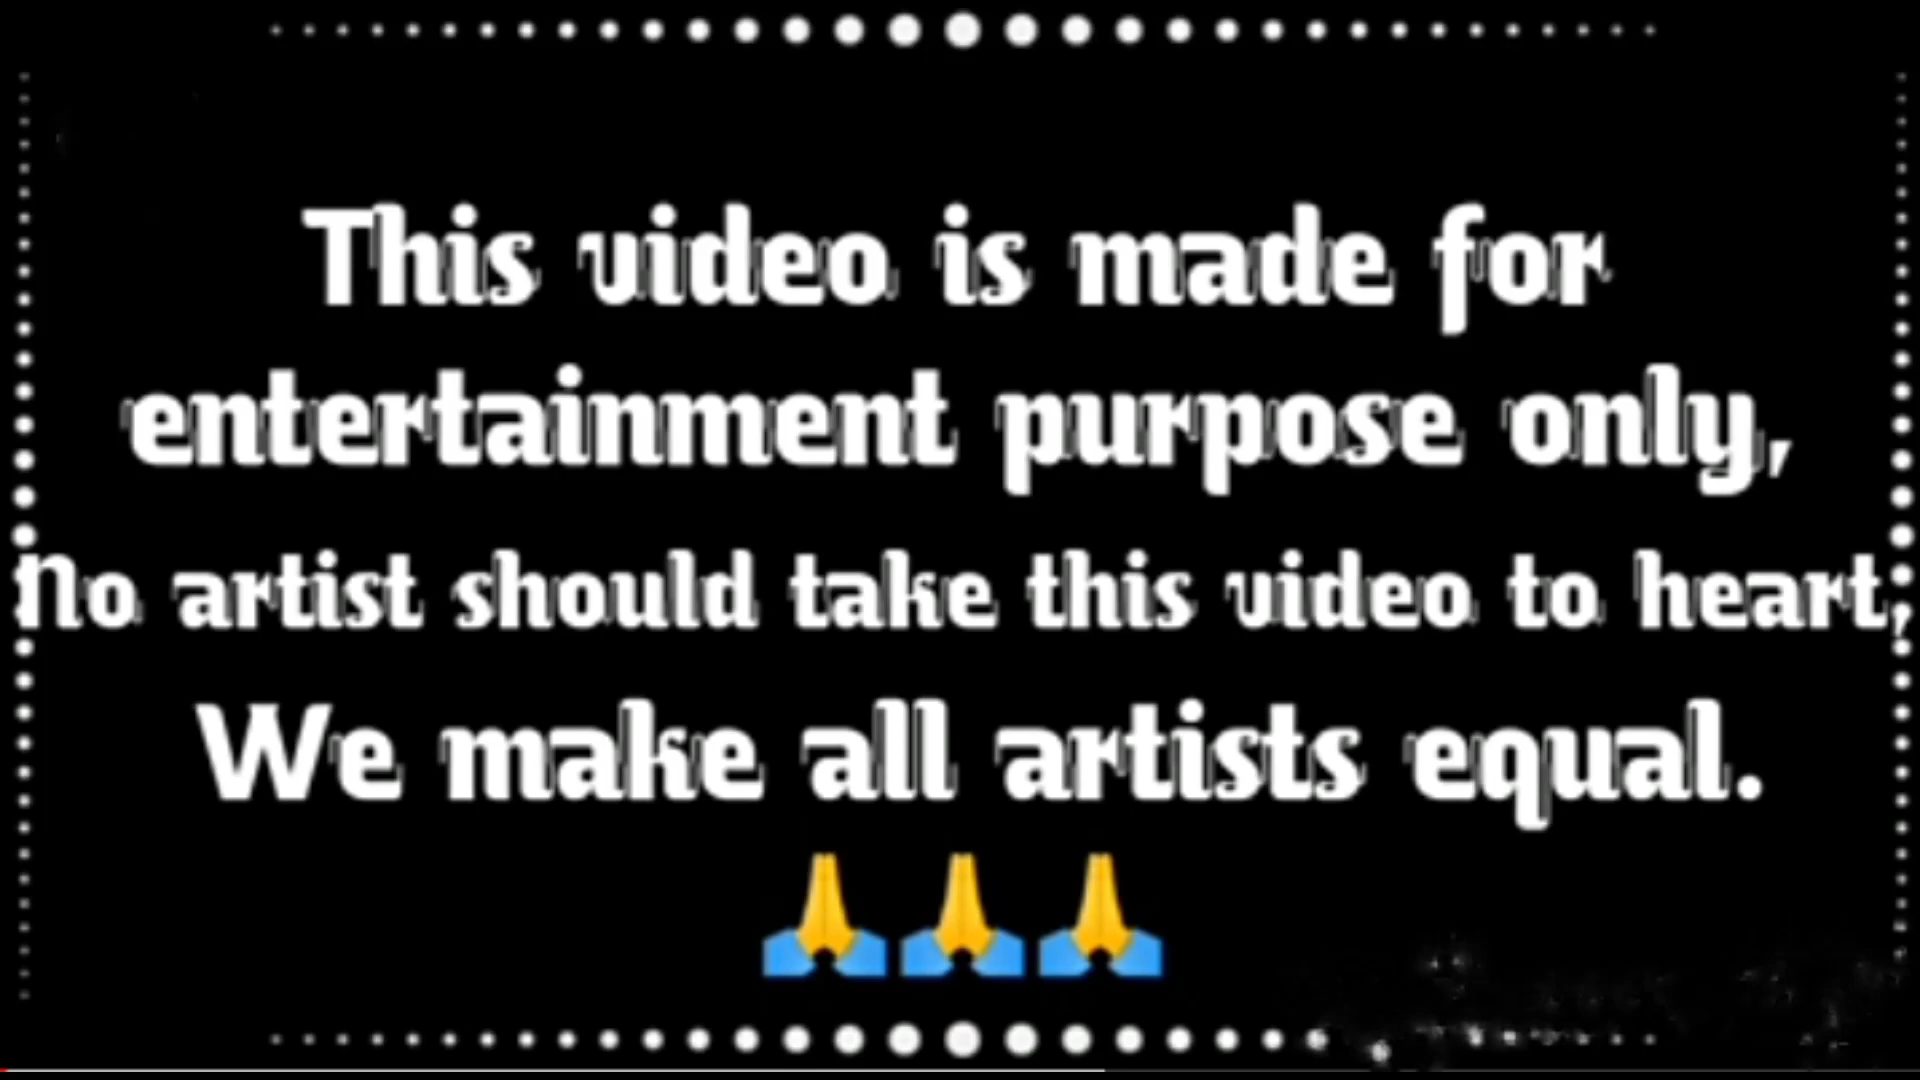 This video is made for
entertainment purpose only,
No artist should take this video to heart,
We make all artists equal.
🙏🙏🙏